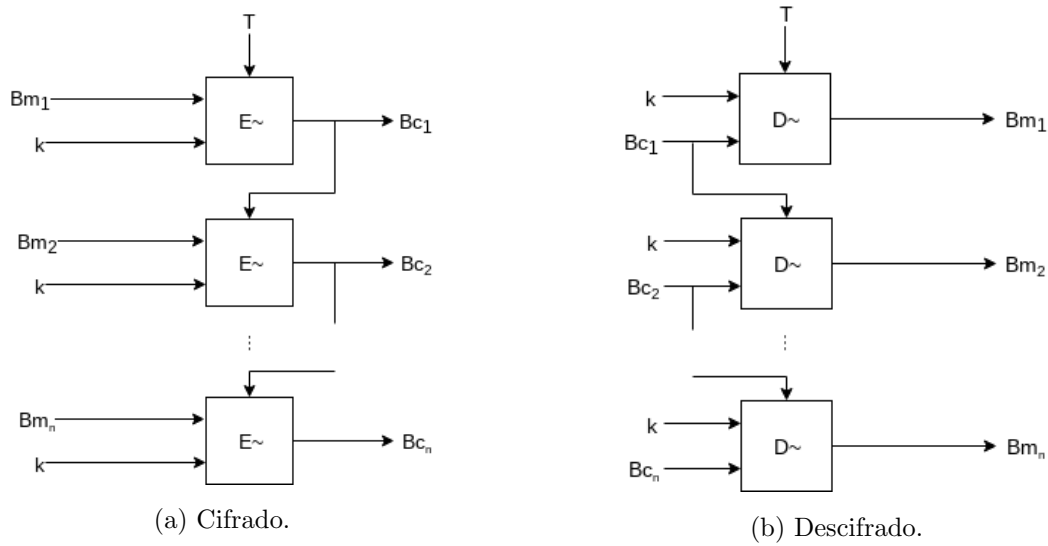 T
Bm1
k
E~
Bc1
Bm2
k
E~
Bc2
Bmn
k
E~
Bcn
(a) Cifrado.
T
k
Bc1
D~
Bm1
k
Bc2
D~
Bm2
k
Bcn
D~
Bmn
(b) Descifrado.